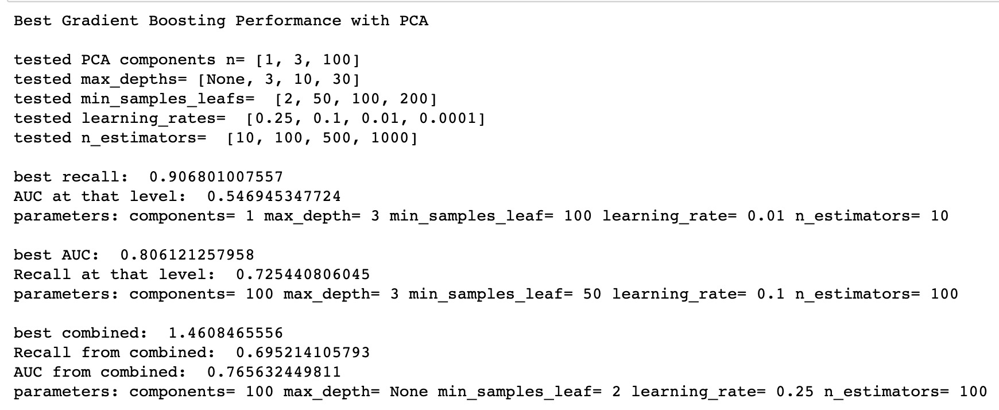 Best Gradient Boosting Performance with PCA
tested PCA components n= [1, 3, 100]
tested max_depths= [None, 3, 10, 30]
tested min_samples_leafs=  [2, 50, 100, 200]
tested learning_rates=  [0.25, 0.1, 0.01, 0.0001]
tested n_estimators=  [10, 100, 500, 1000]
best recall:  0.906801007557
AUC at that level:  0.546945347724
parameters: components= 1 max_depth= 3 min_samples_leaf= 100 learning_rate= 0.01 n_estimators= 10
best AUC:  0.806121257958
Recall at that level:  0.725440806045
parameters: components= 100 max_depth= 3 min_samples_leaf= 50 learning_rate= 0.1 n_estimators= 100
best combined:  1.4608465556
Recall from combined:  0.695214105793
AUC from combined:  0.765632449811
parameters: components= 100 max_depth= None min_samples_leaf= 2 learning_rate= 0.25 n_estimators= 100